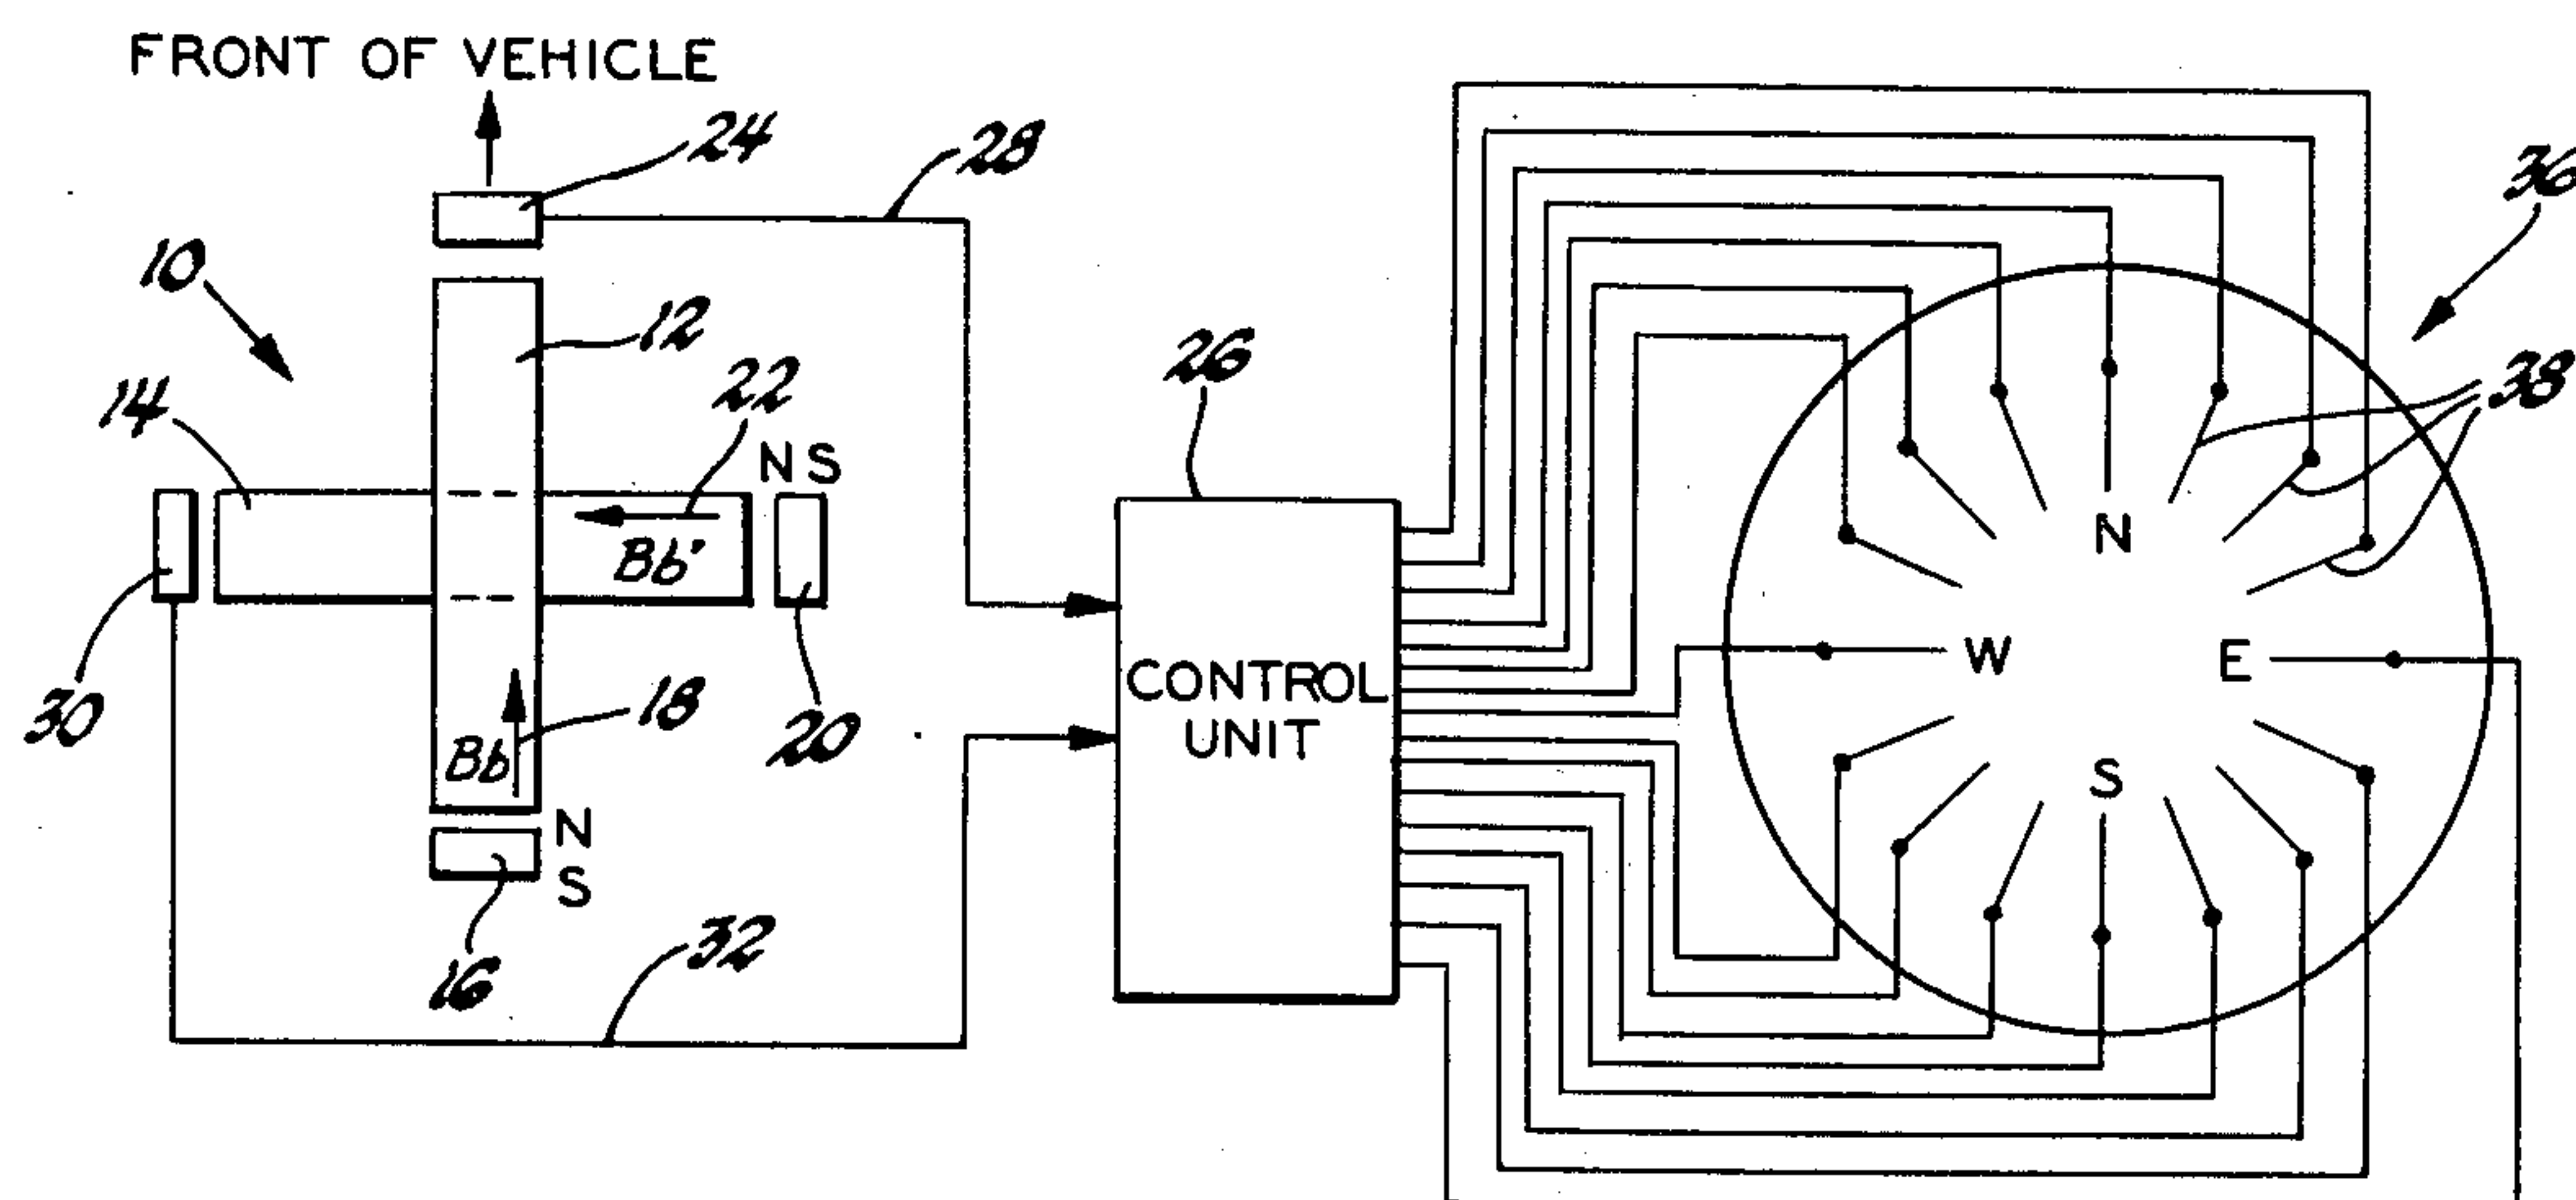 FRONT OF VEHICLE
24
28
36
10
12
26
38
14
22
N S
Bb'
N
W
E
CONTROL
UNIT
30
18
20
Bb
S
N
S
16
32